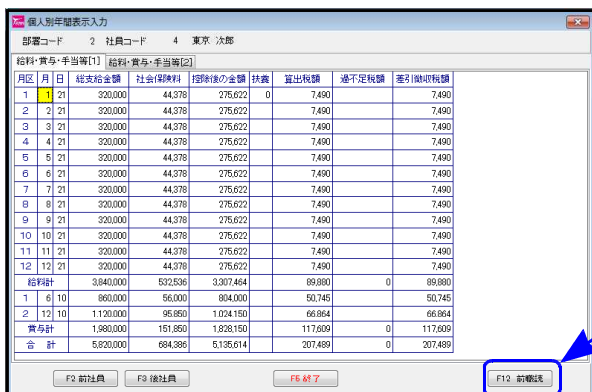 個人別年間表示入力
部署コード 2 社員コード 4 東京 次郎
給料・賞与・手当等[1] 給料・賞与・手当等[2]
月区 月 日 総支給金額 社会保険料 控除後の金額 扶養 算出税額 過不足税額 差引徴収税額
1 1 21 320,000 44,378 275,622 0 7,490 7,490
2 2 21 320,000 44,378 275,622 7,490 7,490
3 3 21 320,000 44,378 275,622 7,490 7,490
4 4 21 320,000 44,378 275,622 7,490 7,490
5 5 21 320,000 44,378 275,622 7,490 7,490
6 6 21 320,000 44,378 275,622 7,490 7,490
7 7 21 320,000 44,378 275,622 7,490 7,490
8 8 21 320,000 44,378 275,622 7,490 7,490
9 9 21 320,000 44,378 275,622 7,490 7,490
10 10 21 320,000 44,378 275,622 7,490 7,490
11 11 21 320,000 44,378 275,622 7,490 7,490
12 12 21 320,000 44,378 275,622 7,490 7,490
給料計 3,840,000 532,536 3,307,464 89,880 0 89,880
1 6 10 860,000 56,000 804,000 50,745 50,745
2 12 10 1,120,000 95,850 1,024,150 66,864 66,864
賞与計 1,980,000 151,850 1,828,150 117,609 0 117,609
合 計 5,820,000 684,386 5,135,614 207,489 0 207,489
F2 前社員 F3 後社員 F5 終了 F12 前職読